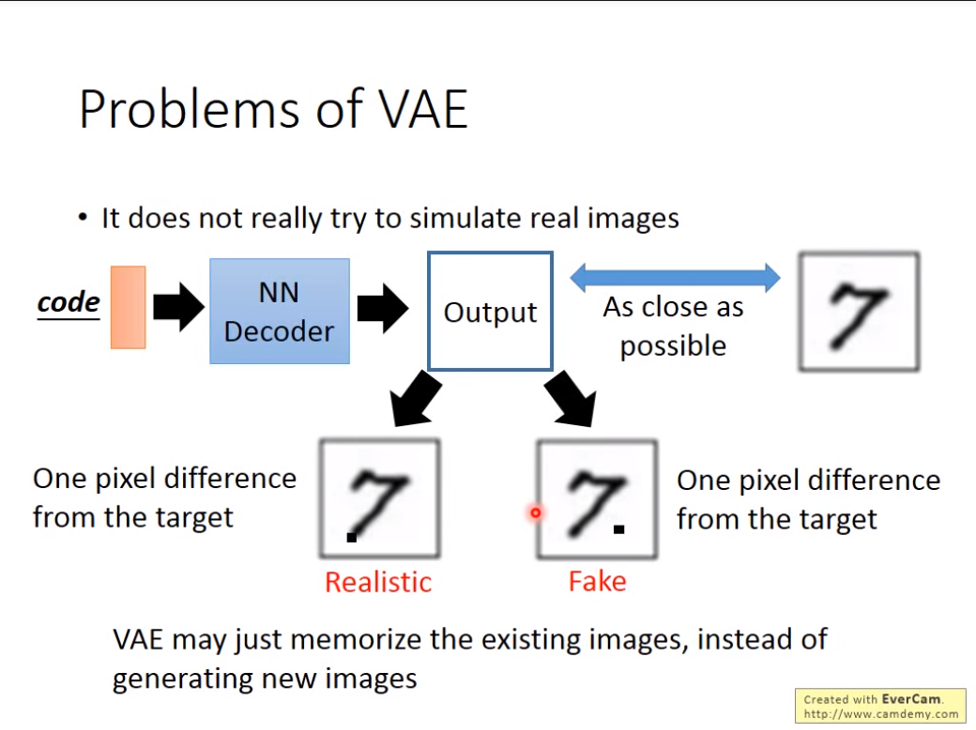 Problems of VAE
• It does not really try to simulate real images
code
NN
Decoder
Output
As close as
possible
One pixel difference
from the target
Realistic
Fake
One pixel difference
from the target
VAE may just memorize the existing images, instead of
generating new images
Created with EverCam.
http://www.camdemy.com